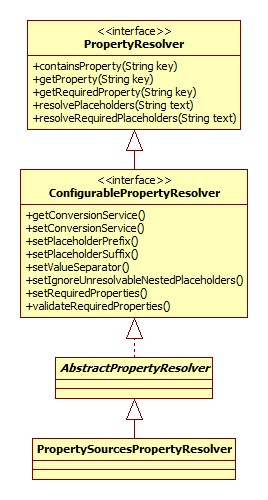 <<interface>>
PropertyResolver
+containsProperty(String key)
+getProperty(String key)
+getRequiredProperty(String key)
+resolvePlaceholders(String text)
+resolveRequiredPlaceholders(String text)
<<interface>>
ConfigurablePropertyResolver
+getConversionService()
+setConversionService()
+setPlaceholderPrefix()
+setPlaceholderSuffix()
+setValueSeparator()
+setIgnoreUnresolvableNestedPlaceholders()
+setRequiredProperties()
+validateRequiredProperties()
AbstractPropertyResolver
PropertySourcesPropertyResolver